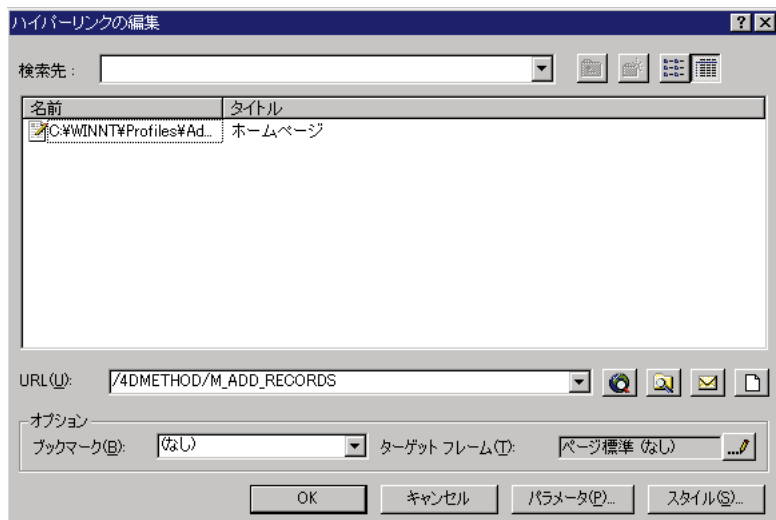 ハイパーリンクの編集
検索先：
名前 タイトル
C:¥WINNT¥Profiles¥Ad... ホームページ
URL(U): /4DMETHOD/M_ADD_RECORDS
オプション
ブックマーク(B): (なし) ターゲット フレーム(T): ページ標準 (なし) ...
OK キャンセル パラメータ(P)... スタイル(S)...